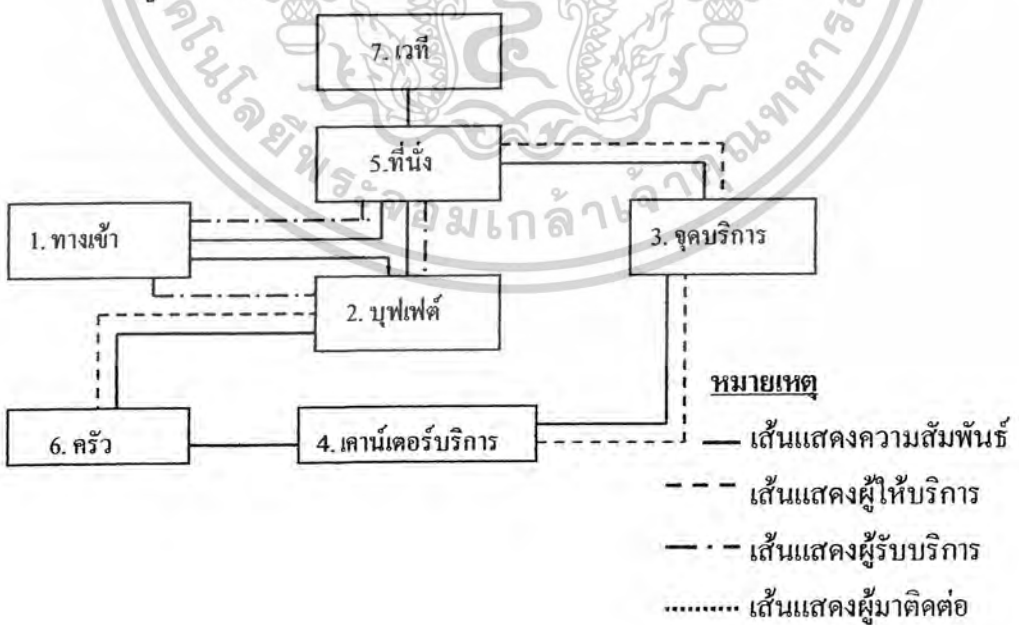 7. เวที
5.ที่นั่ง
1. ทางเข้า
3. จุดบริการ
2. บุฟเฟต์
6. ครัว
4. เคาน์เตอร์บริการ
หมายเหตุ
เส้นแสดงความสัมพันธ์
เส้นแสดงผู้ให้บริการ
เส้นแสดงผู้รับบริการ
เส้นแสดงผู้มาติดต่อ